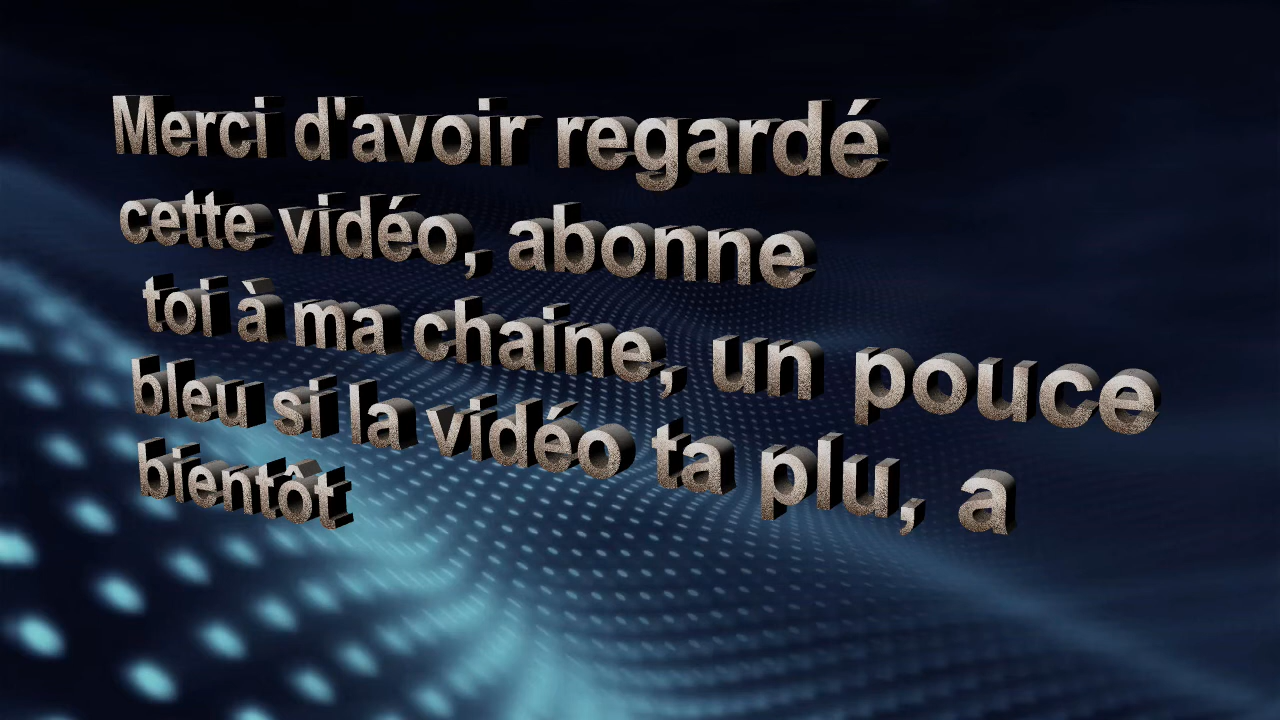 Merci d'avoir regardé
cette vidéo, abonne
toi à ma chaine, un pouce
bleu si la vidéo ta plu, a
bientôt